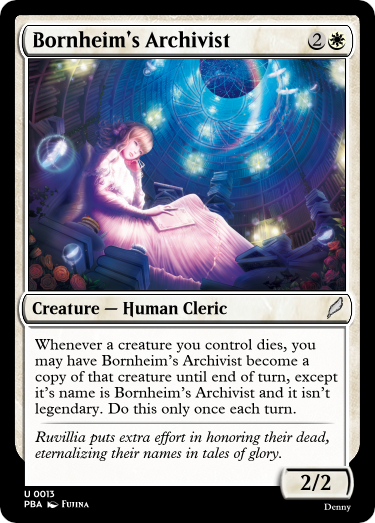 Bornheim's Archivist 2
Creature — Human Cleric
Whenever a creature you control dies, you
may have Bornheim's Archivist become a
copy of that creature until end of turn, except
it's name is Bornheim's Archivist and it isn't
legendary. Do this only once each turn.
Ruvillia puts extra effort in honoring their dead,
eternalizing their names in tales of glory.
2/2
U 0013
PBA Fujina
Denny